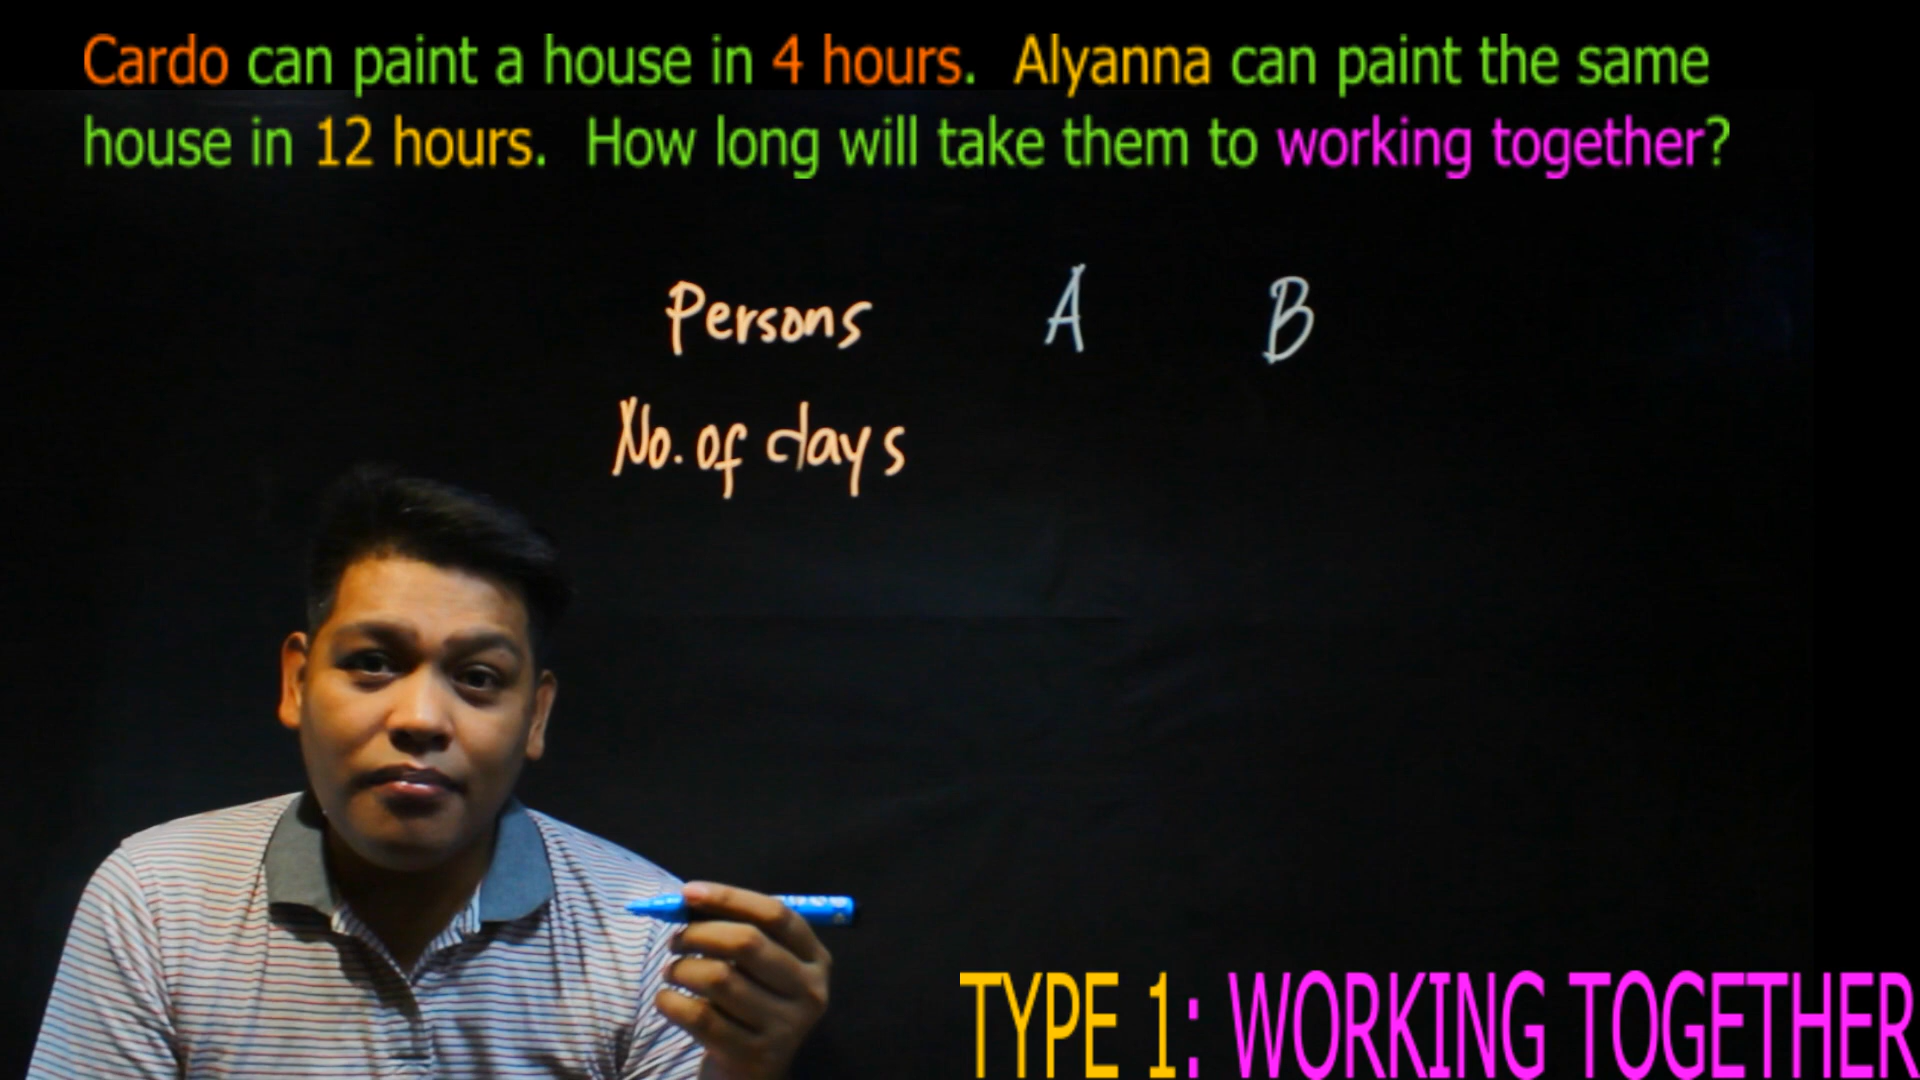 Cardo can paint a house in 4 hours. Alyanna can paint the same
house in 12 hours. How long will take them to working together?
Persons A B
No. of days
TYPE 1: WORKING TOGETHER